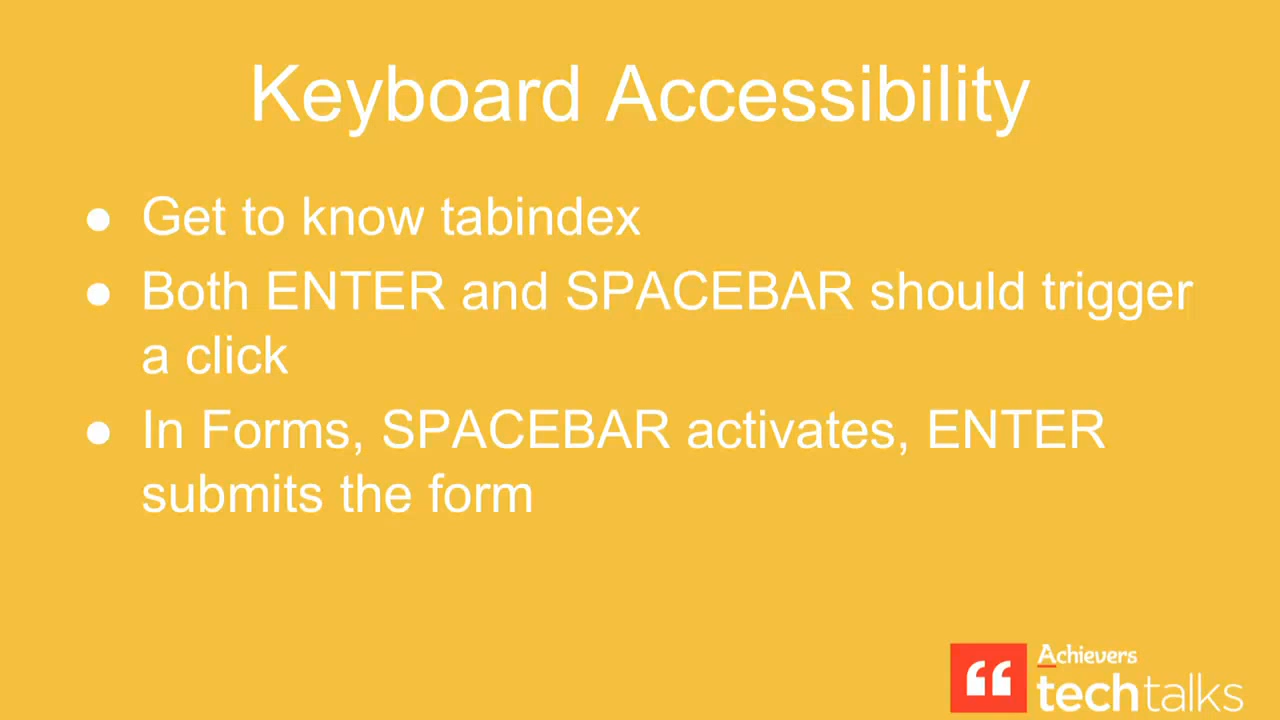 Keyboard Accessibility
● Get to know tabindex
● Both ENTER and SPACEBAR should trigger
a click
● In Forms, SPACEBAR activates, ENTER
submits the form
Achievers
techtalks